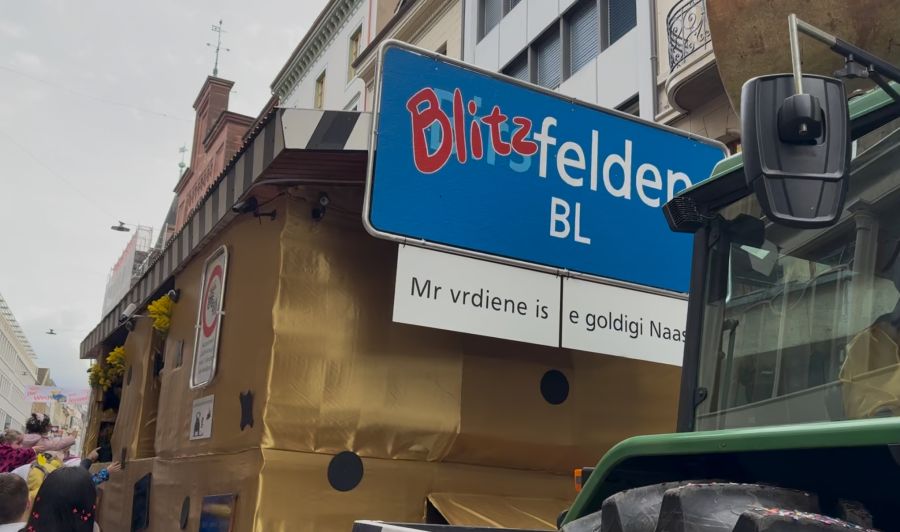 Blitzfelden
BL
Mr vrdiene is e goldigi Naas